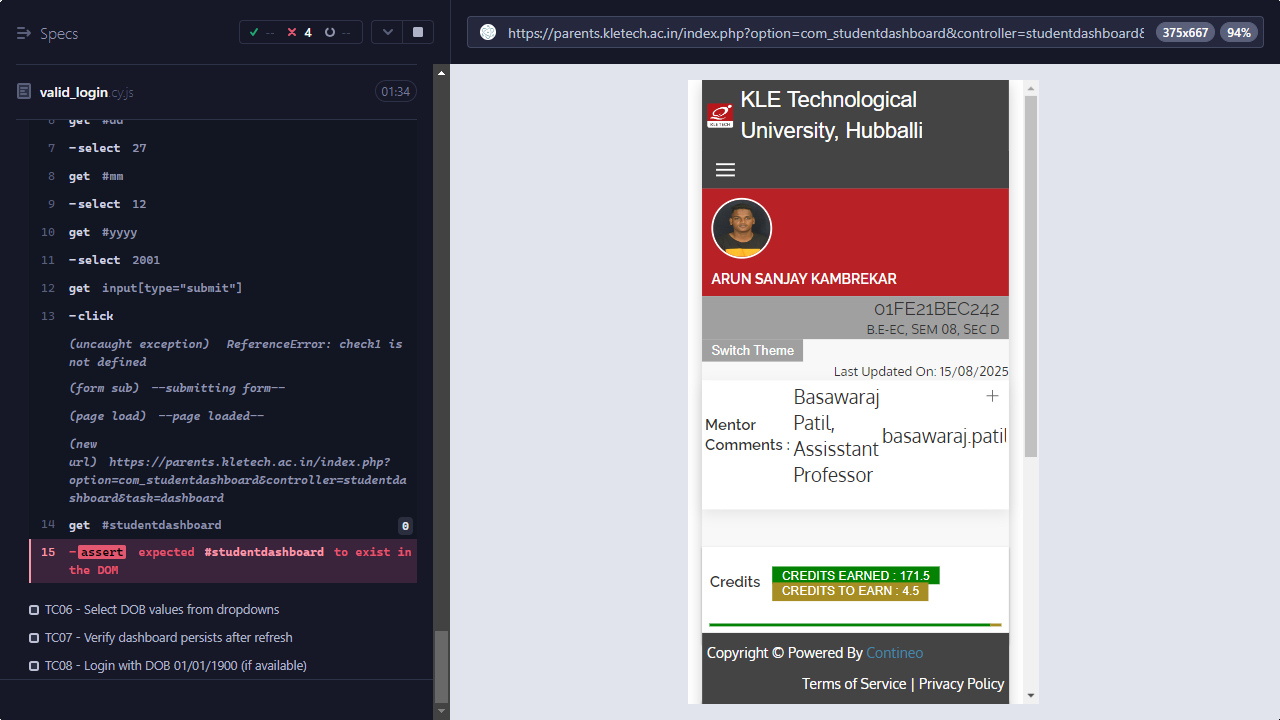 Specs
-- 4 --
https://parents.kletech.ac.in/index.php?option=com_studentdashboard&controller=studentdashboard&
375x667
94%
valid_login.cy.js
01:34
6 get #dd
7 -select 27
8 get #mm
9 -select 12
10 get #yyyy
11 -select 2001
12 get input[type="submit"]
13 -click
(uncaught exception) ReferenceError: check1 is
not defined
(form sub) --submitting form--
(page load) --page loaded--
(new
url) https://parents.kletech.ac.in/index.php?
option=com_studentdashboard&controller=studentda
shboard&task=dashboard
14 get #studentdashboard 0
15 -assert expected #studentdashboard to exist in
the DOM
TC06 - Select DOB values from dropdowns
TC07 - Verify dashboard persists after refresh
TC08 - Login with DOB 01/01/1900 (if available)
KLE TECH
KLE Technological
University, Hubballi
ARUN SANJAY KAMBREKAR
01FE21BEC242
B.E-EC, SEM 08, SEC D
Switch Theme
Last Updated On: 15/08/2025
Mentor
Comments :
Basawaraj
Patil,
Assisstant
Professor
basawaraj.patil
Credits
CREDITS EARNED : 171.5
CREDITS TO EARN : 4.5
Copyright © Powered By Contineo
Terms of Service | Privacy Policy